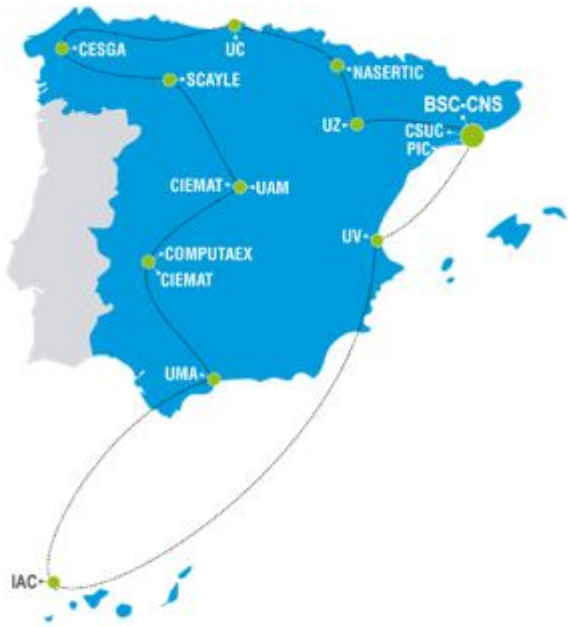 CESGA
UC
SCAYLE
NASERTIC
BSC-CNS
UZ
CSUC
PIC
CIEMAT
UAM
UV
COMPUTAEX
CIEMAT
UMA
IAC